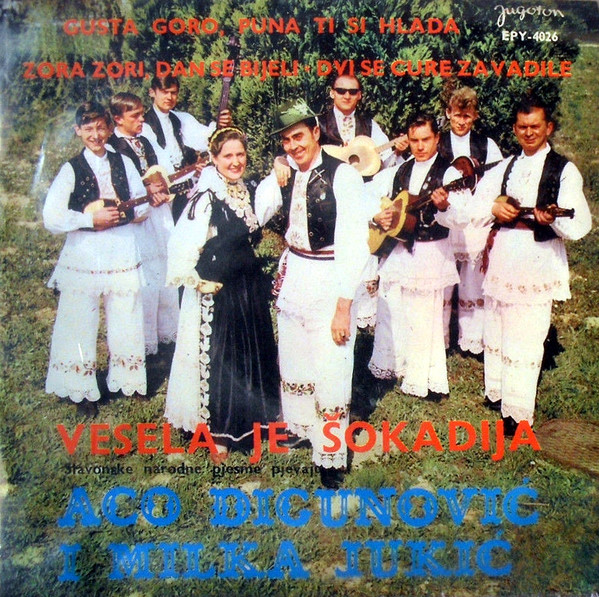 Jugoton
EPY-4026
GUSTA GORO, PUNA TI SI HLADA
ZORA ZORI, DAN SE BIJELI - DVI SE CURE ZAVADILE
VESELA JE ŠOKADIJA
Slavonske narodne pjesme pjevaju
ACO DIGUNOVIĆ
I MILKA JUKIĆ